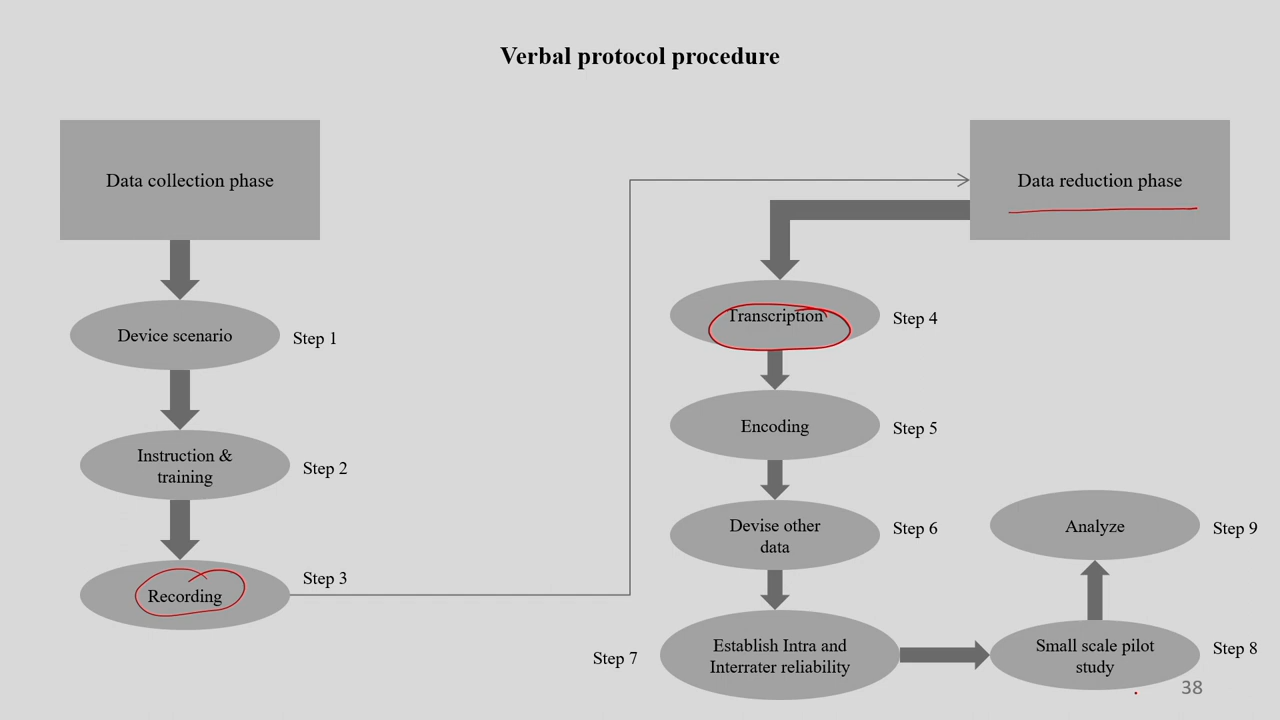 Verbal protocol procedure
Data collection phase
Device scenario
Step 1
Instruction &
training
Step 2
Recording
Step 3
Data reduction phase
Transcription
Step 4
Encoding
Step 5
Devise other
data
Step 6
Establish Intra and
Interrater reliability
Step 7
Small scale pilot
study
Step 8
Analyze
Step 9
38